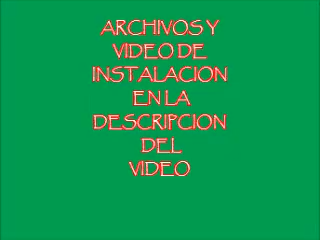 ARCHIVOS Y
VIDEO DE
INSTALACION
EN LA
DESCRIPCION
DEL
VIDEO